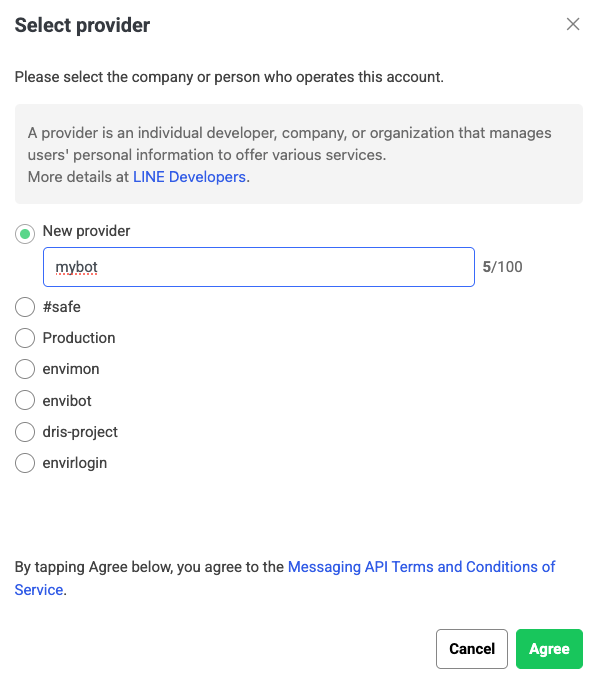 Select provider
Please select the company or person who operates this account.
A provider is an individual developer, company, or organization that manages
users' personal information to offer various services.
More details at LINE Developers.
New provider
mybot 5/100
#safe
Production
envimon
envibot
dris-project
envirlogin
By tapping Agree below, you agree to the Messaging API Terms and Conditions of
Service.
Cancel Agree